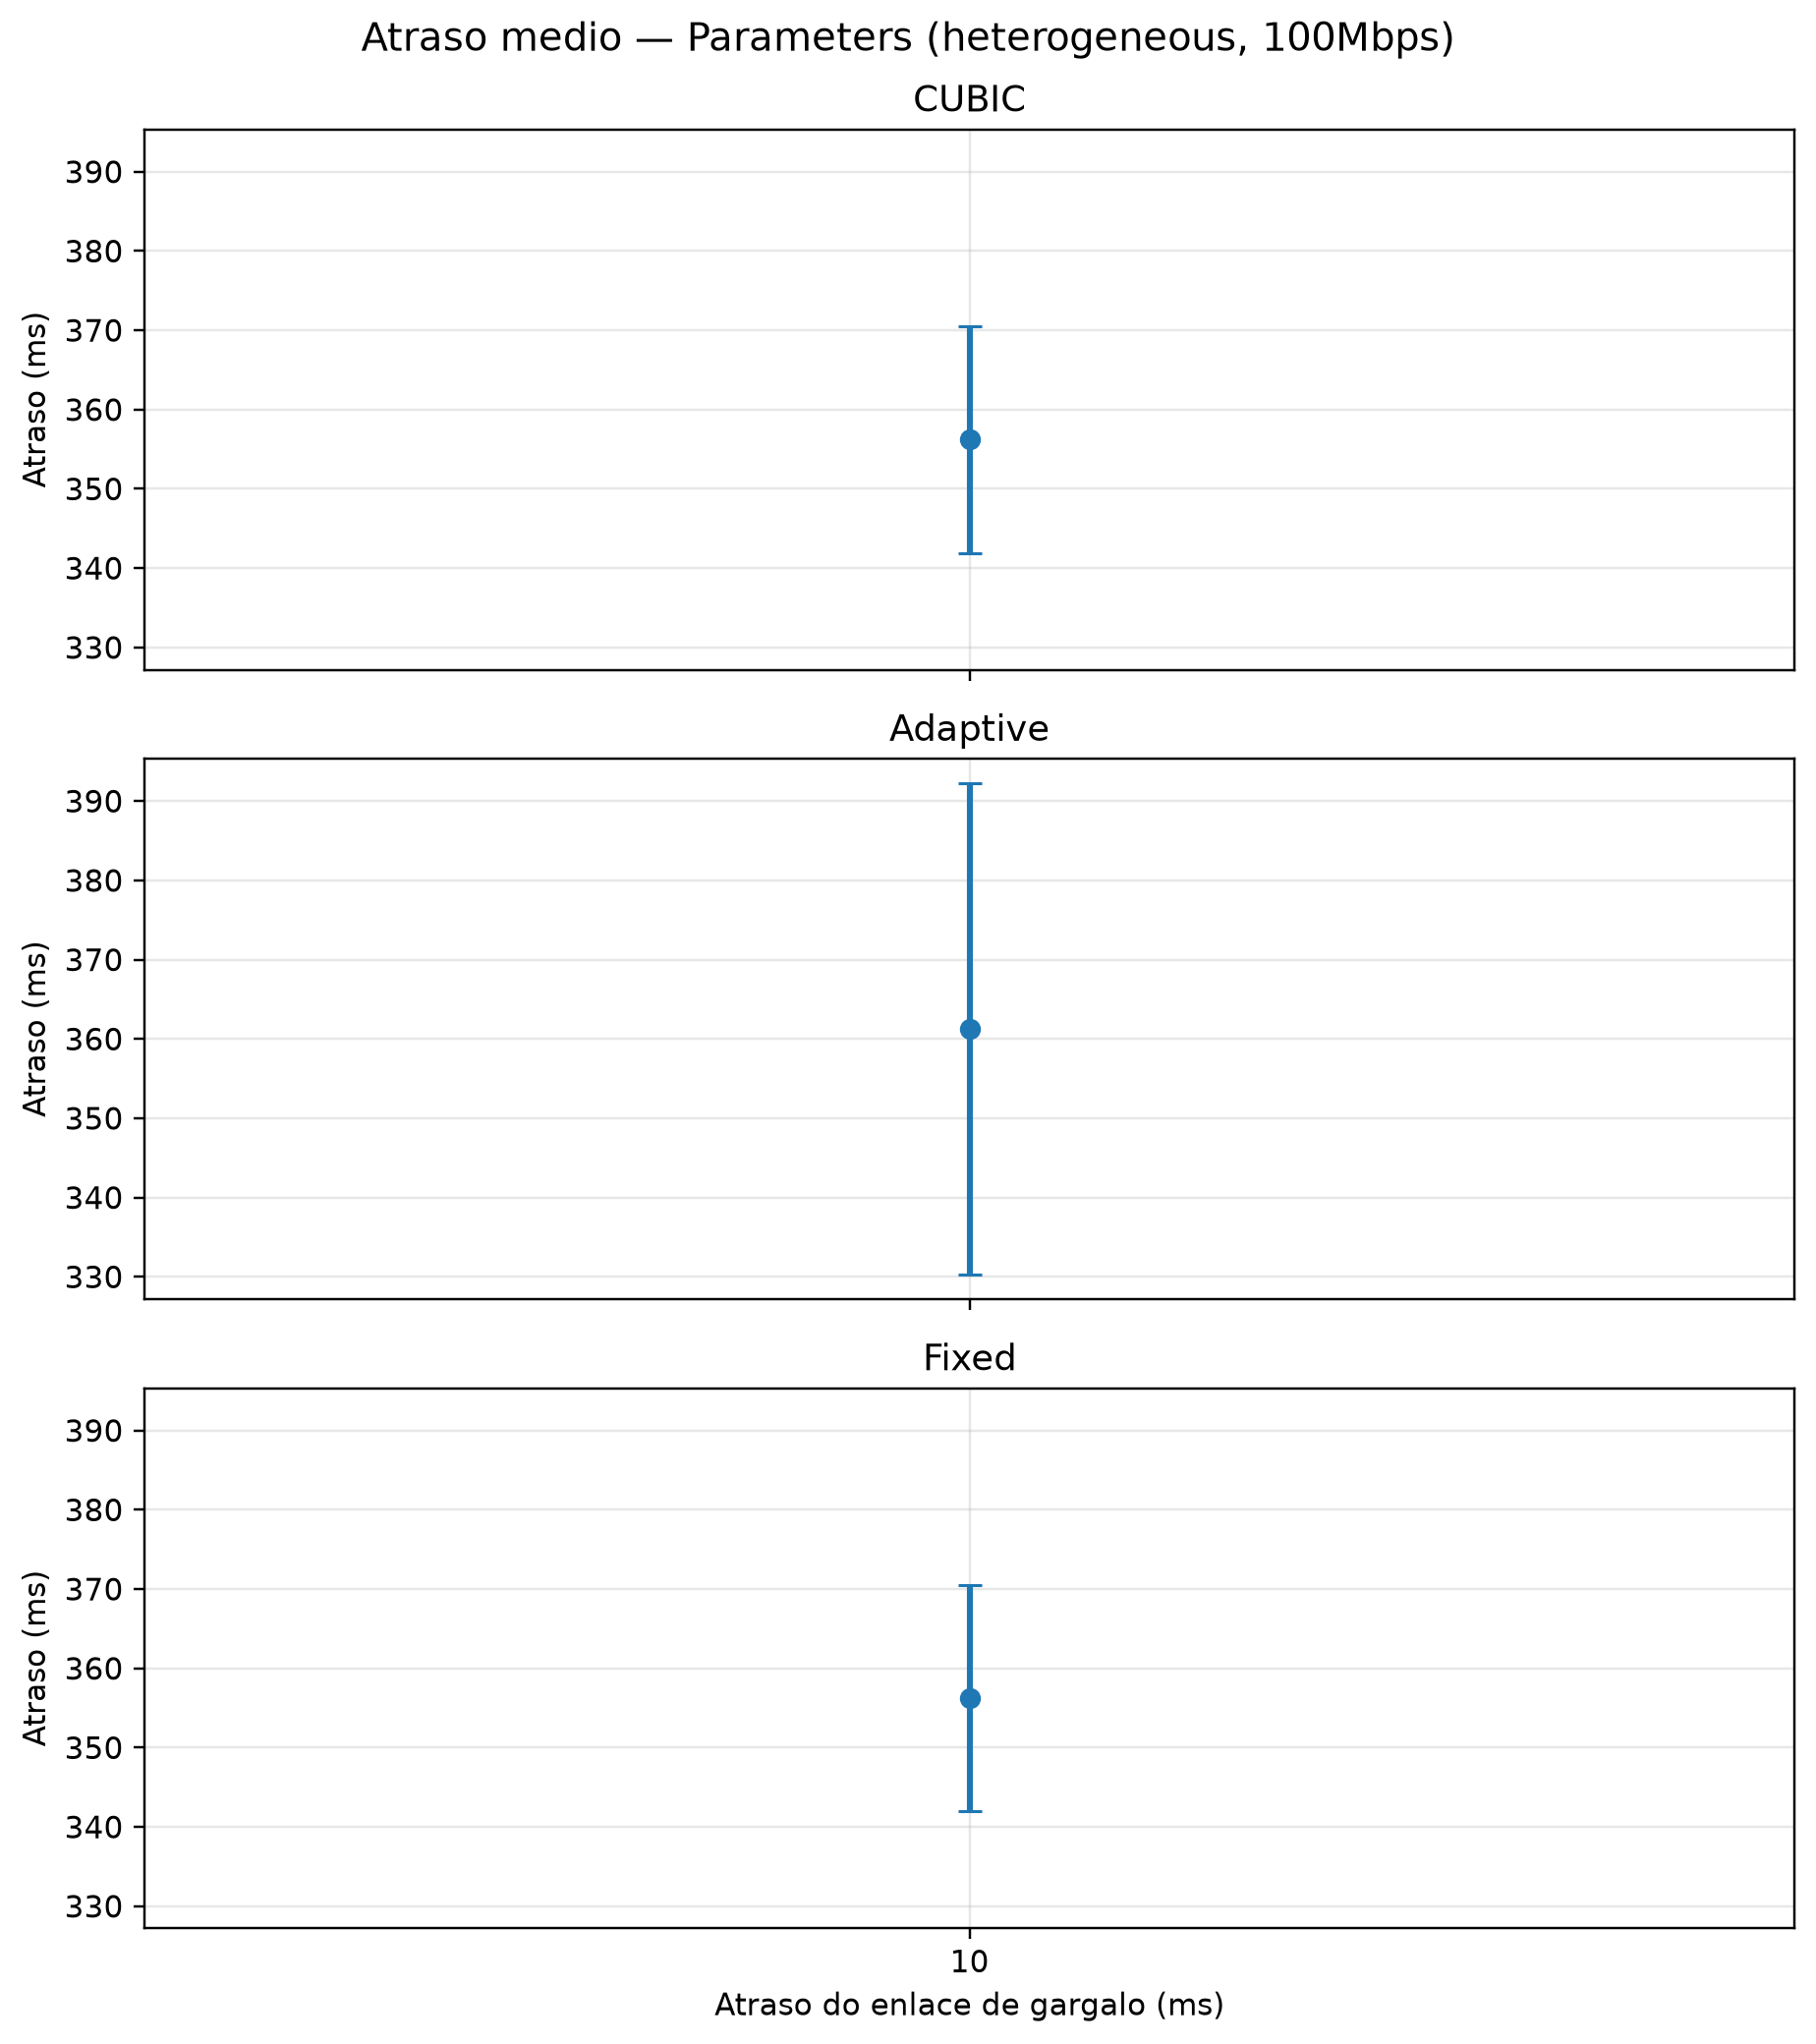 Atraso medio — Parameters (heterogeneous, 100Mbps)
CUBIC
390
380
370
360
350
340
330
Atraso (ms)
Adaptive
390
380
370
360
350
340
330
Atraso (ms)
Fixed
390
380
370
360
350
340
330
Atraso (ms)
10
Atraso do enlace de gargalo (ms)